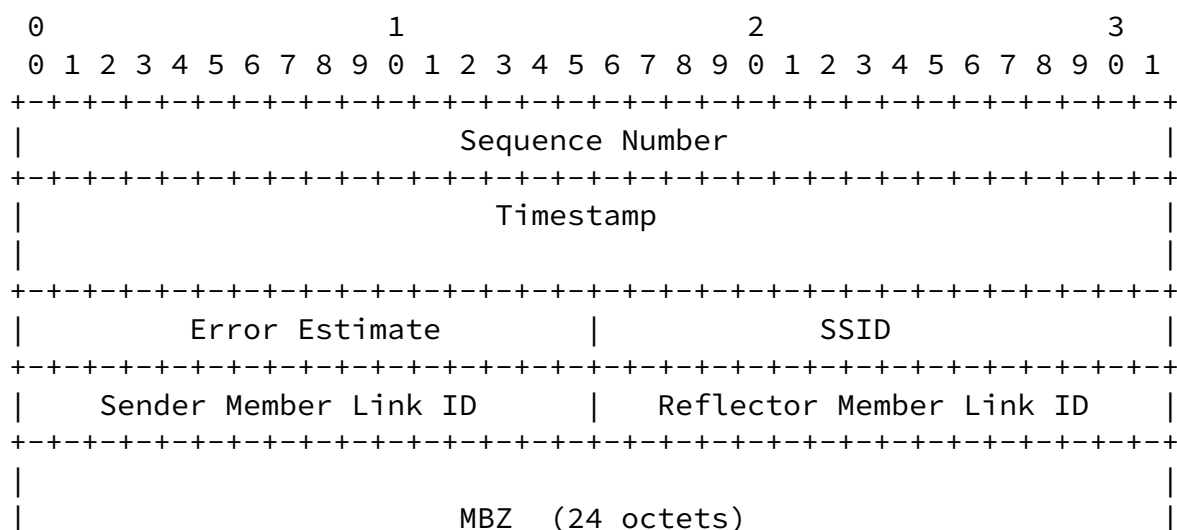 0                   1                   2                   3
 0 1 2 3 4 5 6 7 8 9 0 1 2 3 4 5 6 7 8 9 0 1 2 3 4 5 6 7 8 9 0 1
+-+-+-+-+-+-+-+-+-+-+-+-+-+-+-+-+-+-+-+-+-+-+-+-+-+-+-+-+-+-+-+-+
|                        Sequence Number                        |
+-+-+-+-+-+-+-+-+-+-+-+-+-+-+-+-+-+-+-+-+-+-+-+-+-+-+-+-+-+-+-+-+
|                          Timestamp                            |
|                                                               |
+-+-+-+-+-+-+-+-+-+-+-+-+-+-+-+-+-+-+-+-+-+-+-+-+-+-+-+-+-+-+-+-+
|         Error Estimate        |            SSID               |
+-+-+-+-+-+-+-+-+-+-+-+-+-+-+-+-+-+-+-+-+-+-+-+-+-+-+-+-+-+-+-+-+
|    Sender Member Link ID      |   Reflector Member Link ID    |
+-+-+-+-+-+-+-+-+-+-+-+-+-+-+-+-+-+-+-+-+-+-+-+-+-+-+-+-+-+-+-+-+
|                                                               |
|                        MBZ  (24 octets)                       |